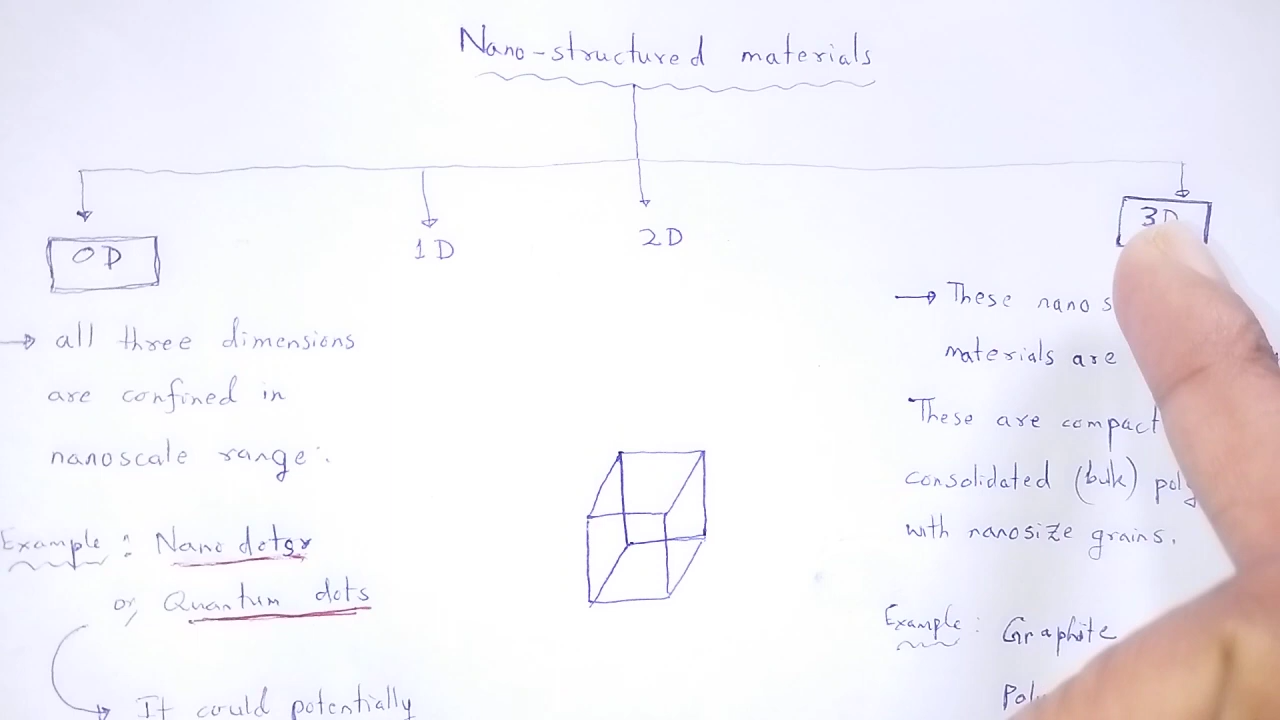 Nano-structured materials
0D
1D
2D
3D
all three dimensions
are confined in
nanoscale range.
Example: Nano dots
or, Quantum dots
It could potentially
These nano
materials are
These are compact
consolidated (bulk)
with nanosize grains.
Example: Graphite